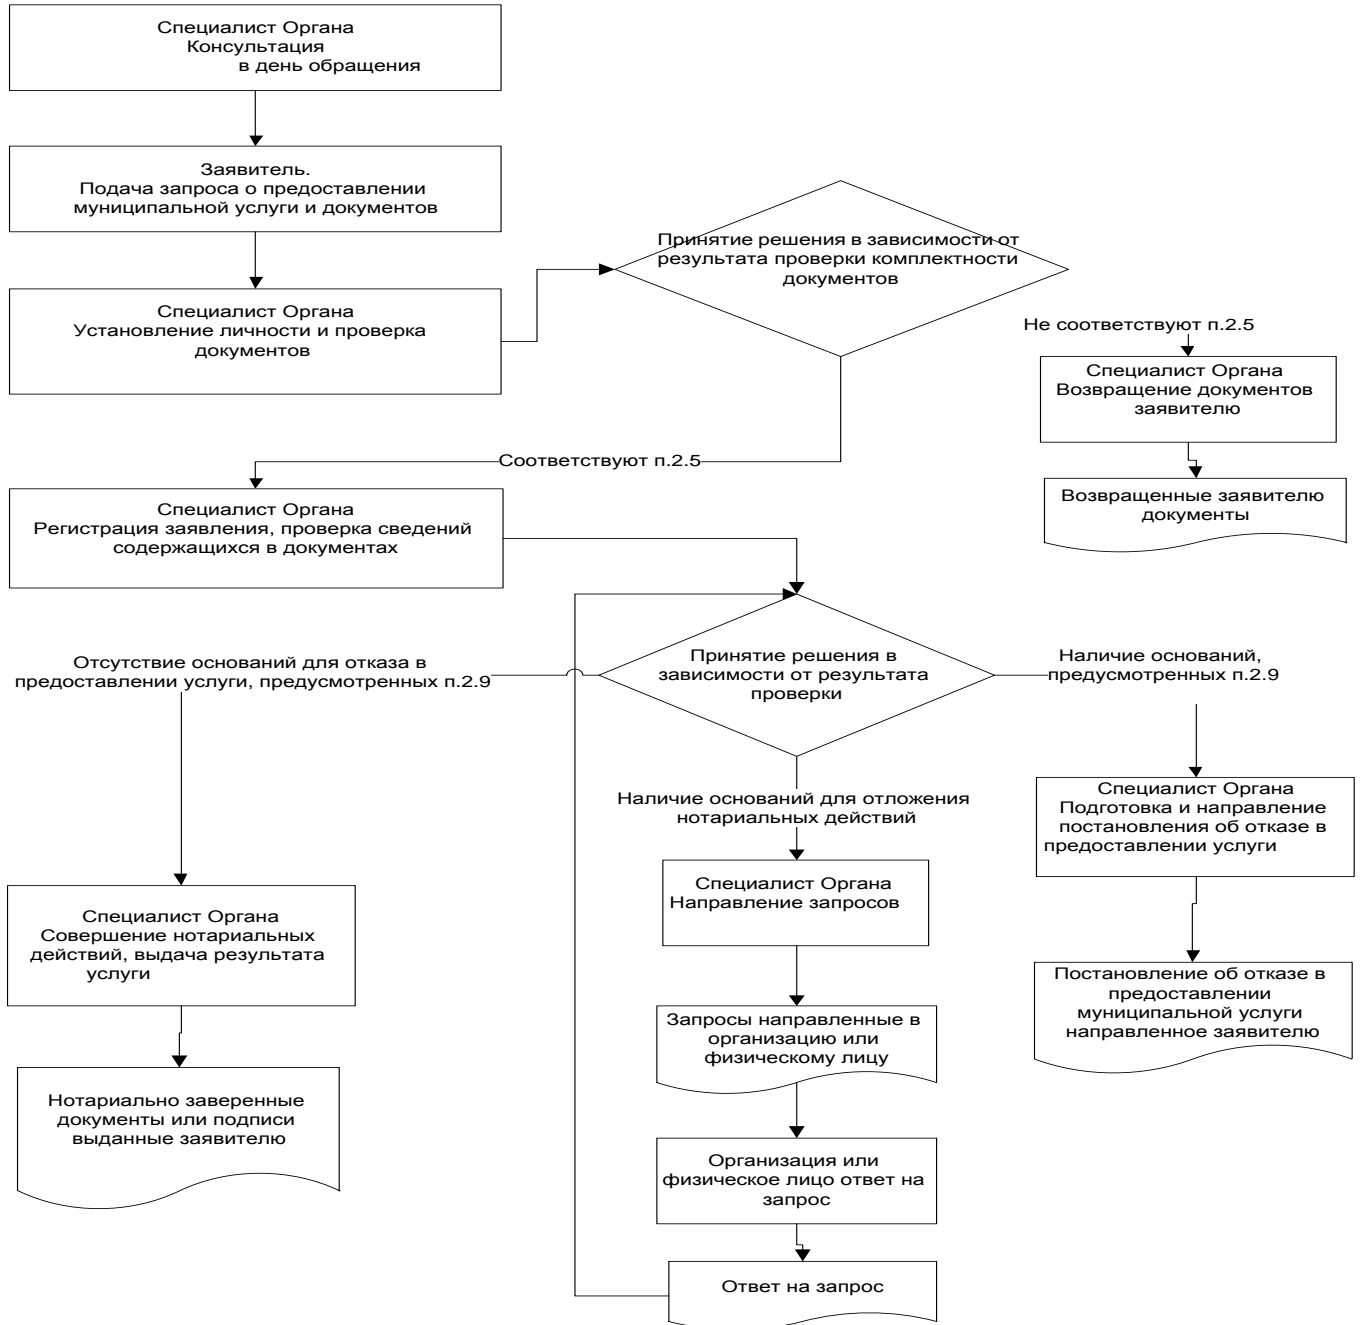 Специалист Органа
Консультация
в день обращения
Заявитель.
Подача запроса о предоставлении
муниципальной услуги и документов
Специалист Органа
Установление личности и проверка
документов
Принятие решения в зависимости от
результата проверки комплектности
документов
Не соответствуют п.2.5
Специалист Органа
Возвращение документов
заявителю
Возвращенные заявителю
документы
Соответствуют п.2.5
Специалист Органа
Регистрация заявления, проверка сведений
содержащихся в документах
Принятие решения в
зависимости от результата
проверки
Отсутствие оснований для отказа в
предоставлении услуги, предусмотренных п.2.9
Наличие оснований,
предусмотренных п.2.9
Наличие оснований для отложения
нотариальных действий
Специалист Органа
Подготовка и направление
постановления об отказе в
предоставлении услуги
Специалист Органа
Направление запросов
Специалист Органа
Совершение нотариальных
действий, выдача результата
услуги
Постановление об отказе в
предоставлении
муниципальной услуги
направленное заявителю
Запросы направленные в
организацию или
физическому лицу
Нотариально заверенные
документы или подписи
выданные заявителю
Организация или
физическое лицо ответ на
запрос
Ответ на запрос